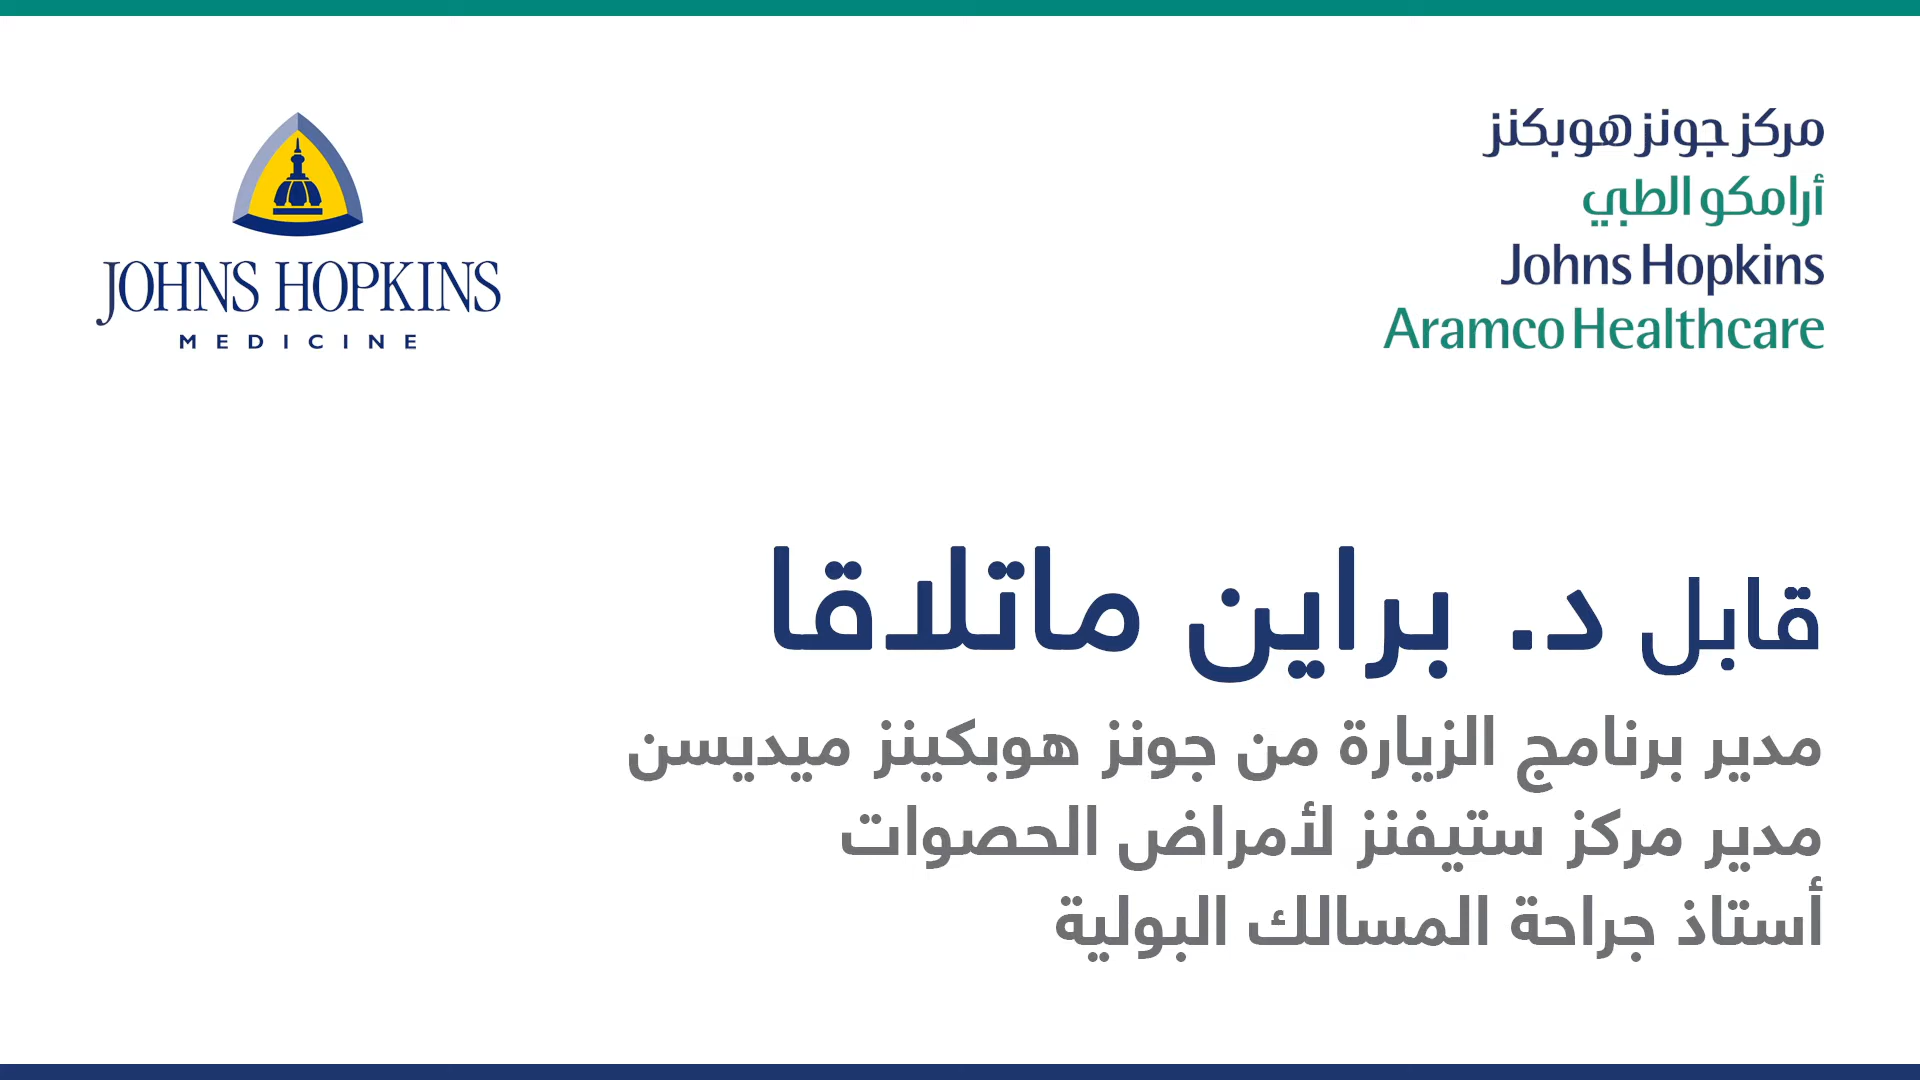 JOHNS HOPKINS
MEDICINE
مركز جونز هوبكنز
أرامكو الطبي
Johns Hopkins
Aramco Healthcare
قابل د. براين ماتلاقا
مدير برنامج الزيارة من جونز هوبكينز ميديسن
مدير مركز ستيفنز لأمراض الحصوات
أستاذ جراحة المسالك البولية